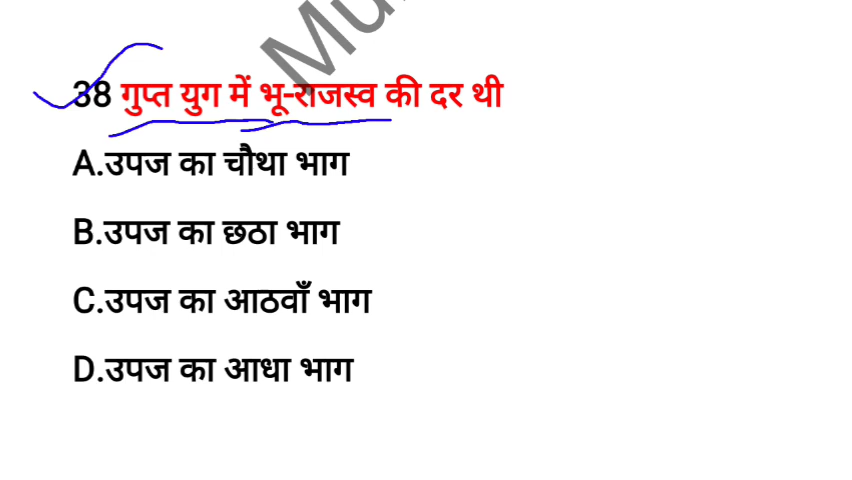 38 गुप्त युग में भू-राजस्व की दर थी
A.उपज का चौथा भाग
B.उपज का छठा भाग
C.उपज का आठवाँ भाग
D.उपज का आधा भाग